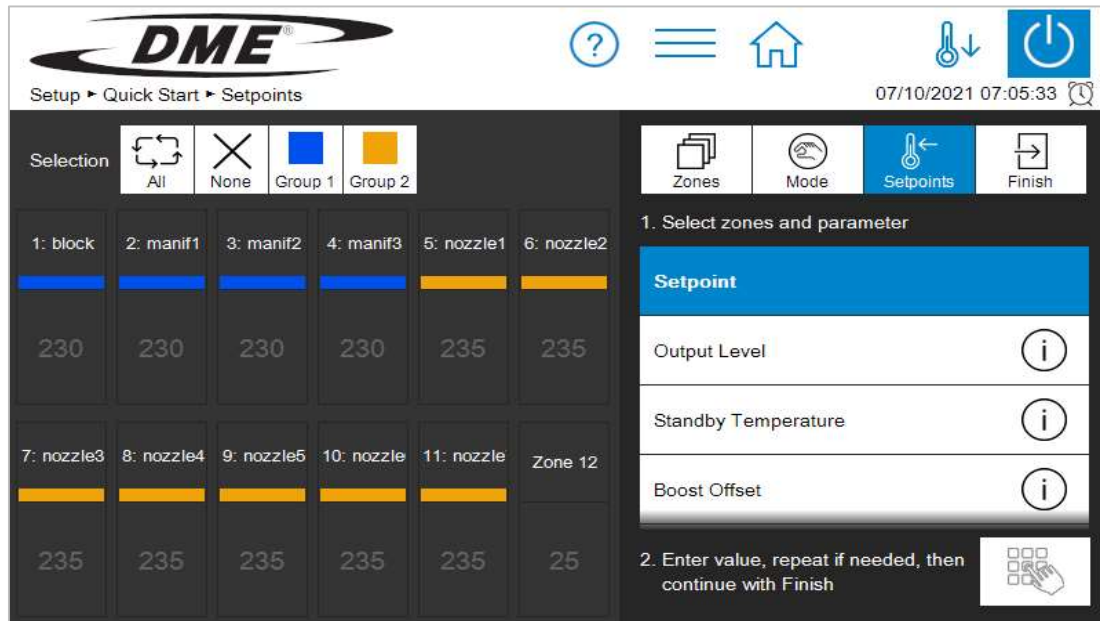 DME®
?
Setup ► Quick Start ► Setpoints
07/10/2021 07:05:33
Selection
All
None
Group 1
Group 2
Zones
Mode
Setpoints
Finish
1. Select zones and parameter
1: block
2: manif1
3: manif2
4: manif3
5: nozzle1
6: nozzle2
Setpoint
230
230
230
230
235
235
Output Level
i
Standby Temperature
i
7: nozzle3
8: nozzle4
9: nozzle5
10: nozzle
11: nozzle
Zone 12
Boost Offset
i
235
235
235
235
235
25
2. Enter value, repeat if needed, then
continue with Finish